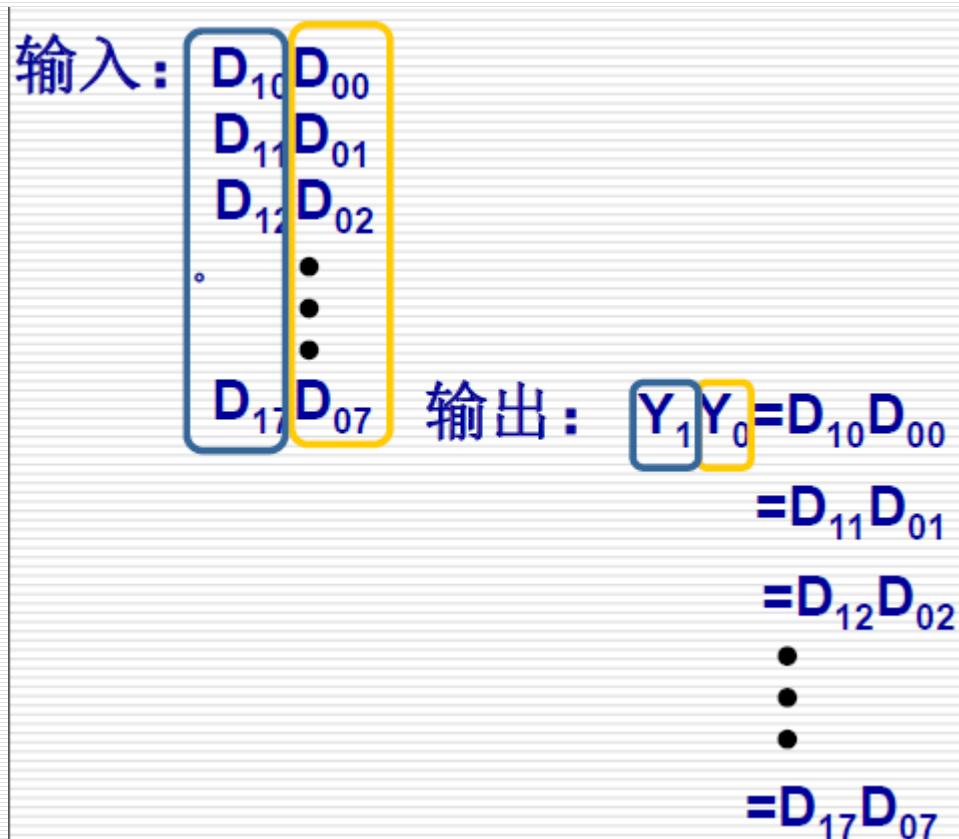 输入：D₁₀D₀₀
D₁₁D₀₁
D₁₂D₀₂
。
D₁₇D₀₇
输出：Y₁Y₀=D₁₀D₀₀
=D₁₁D₀₁
=D₁₂D₀₂
=D₁₇D₀₇